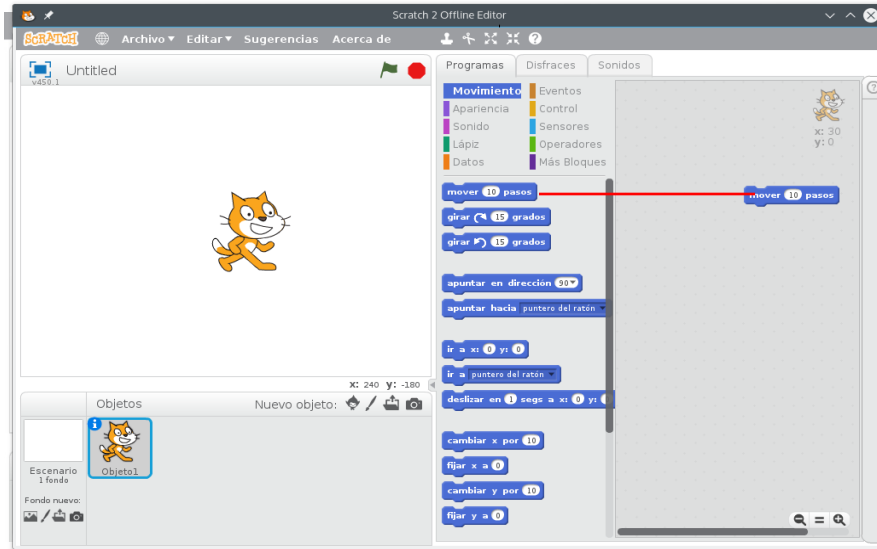 Scratch 2 Offline Editor
SCRATCH Archivo Editar Sugerencias Acerca de
Untitled
v450.1
x: 240 y: -180
Objetos Nuevo objeto:
Escenario
1 fondo
Fondo nuevo:
Objeto1
Programas Disfraces Sonidos
Movimiento Eventos
Apariencia Control
Sonido Sensores
Lápiz Operadores
Datos Más Bloques
mover 10 pasos
girar 15 grados
girar 15 grados
apuntar en dirección 90
apuntar hacia puntero del ratón
ir a x: 0 y: 0
ir a puntero del ratón
deslizar en 1 segs a x: 0 y:
cambiar x por 10
fijar x a 0
cambiar y por 10
fijar y a 0
x: 30
y: 0
mover 10 pasos